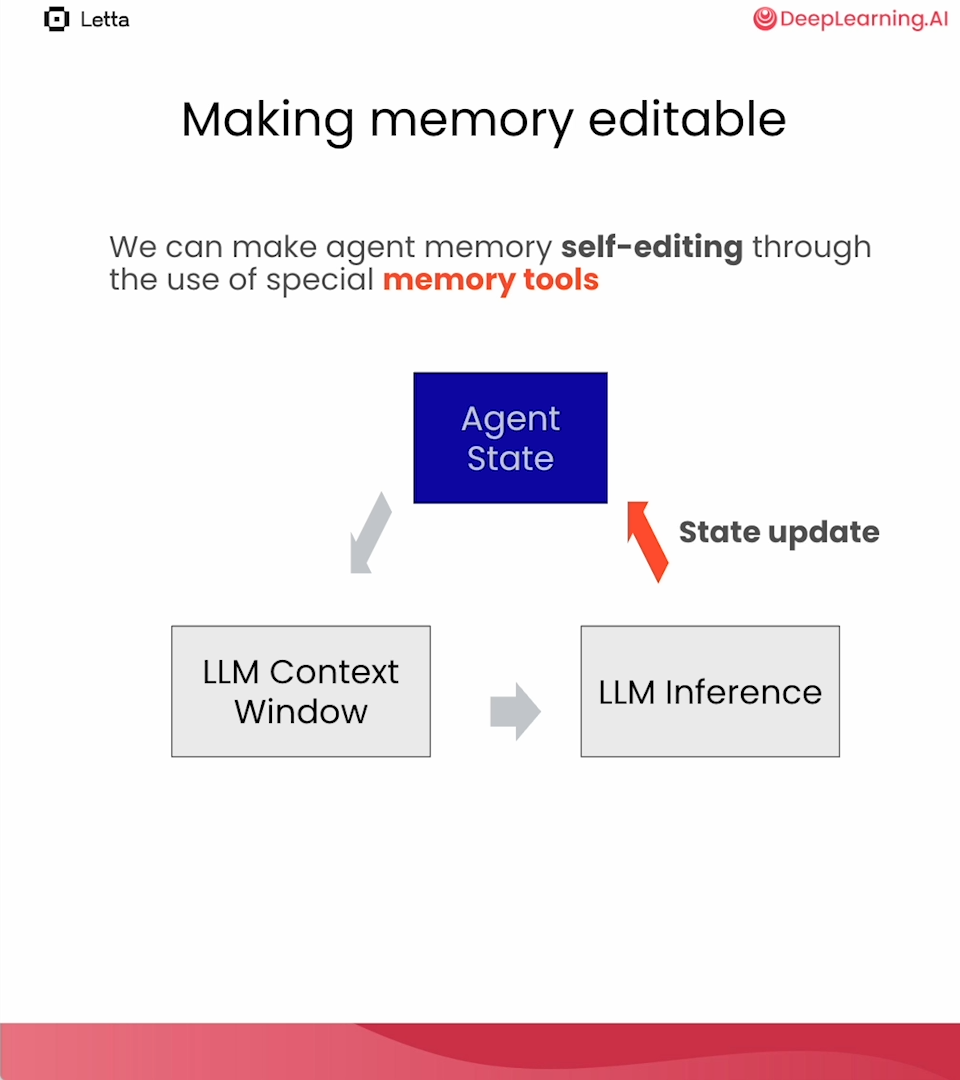 Letta
DeepLearning.AI
Making memory editable
We can make agent memory self-editing through
the use of special memory tools
Agent
State
State update
LLM Context
Window
LLM Inference